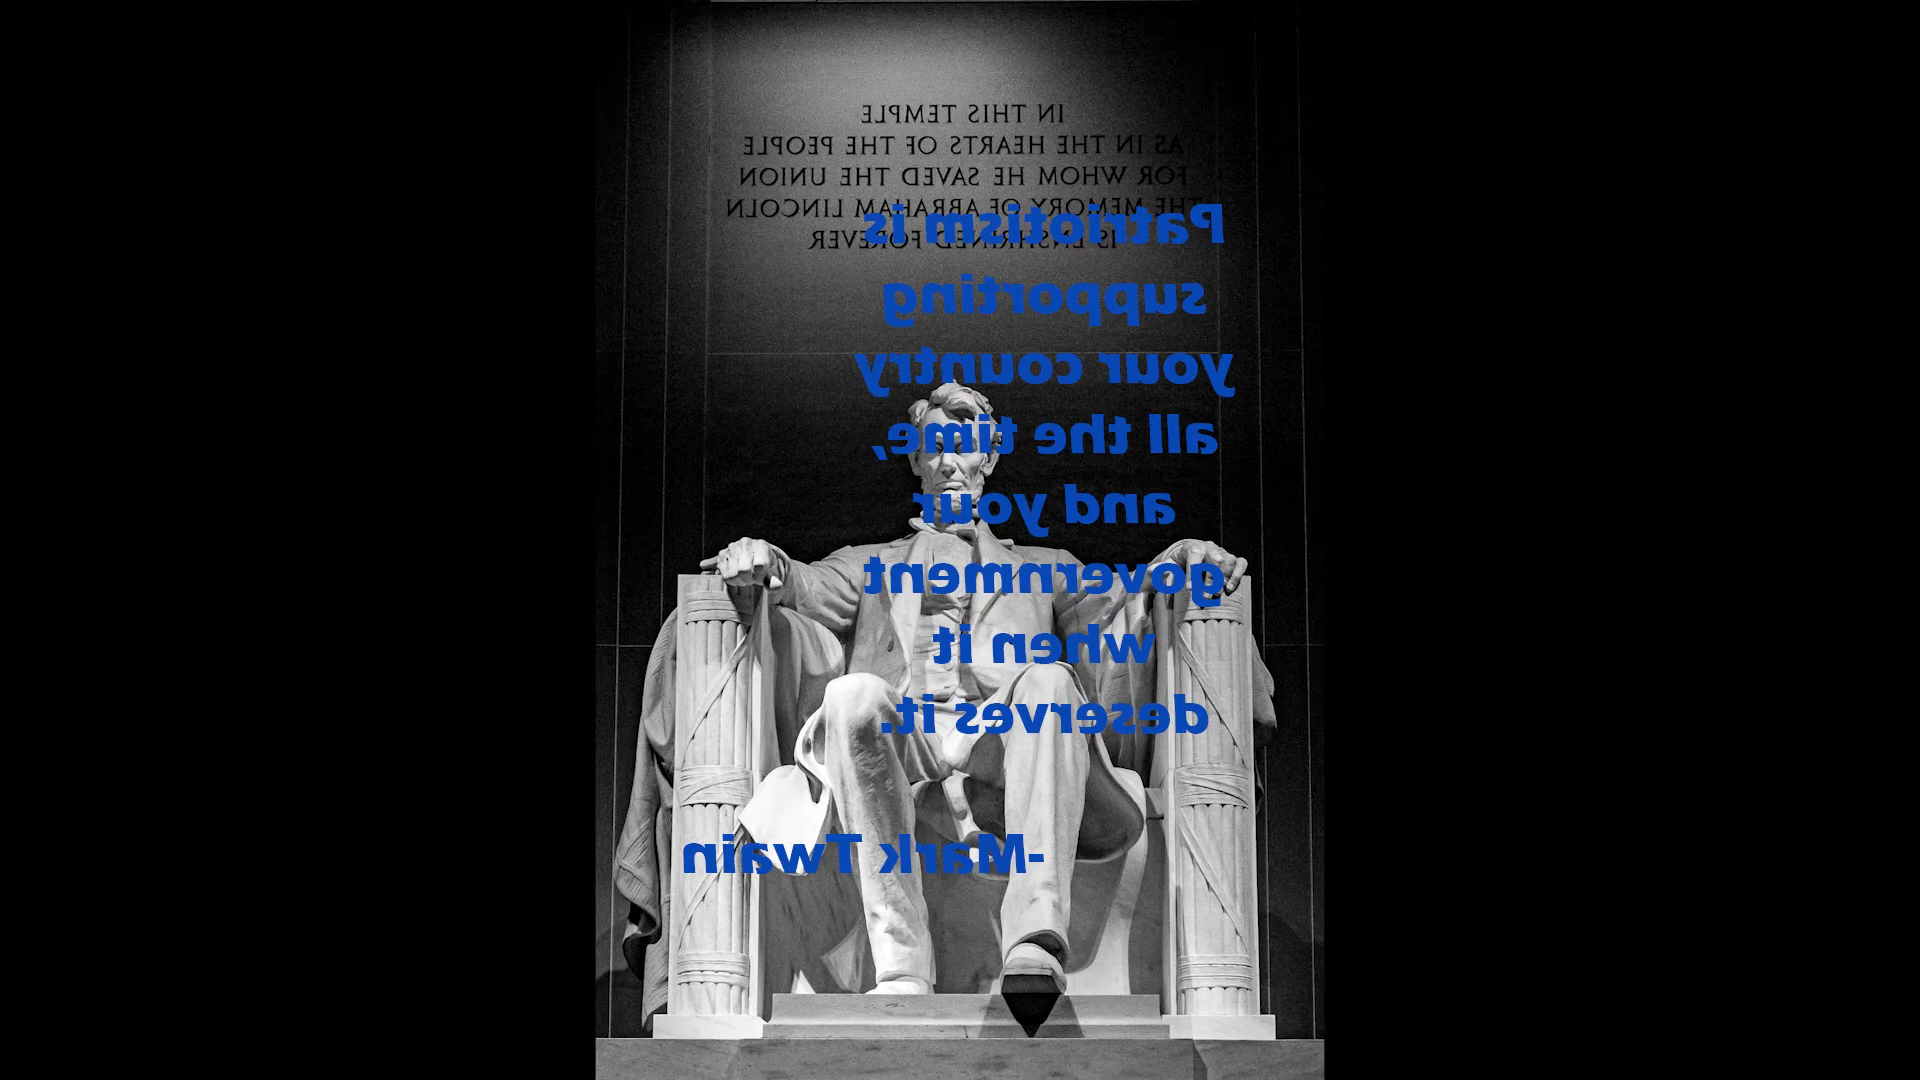 IN THIS TEMPLE
AS IN THE HEARTS OF THE PEOPLE
FOR WHOM HE SAVED THE UNION
THE MEMORY OF ABRAHAM LINCOLN
IS ENSHRINED FOREVER
Patriotism is
supporting
your country
all the time,
and your
government
when it
deserves it.
-Mark Twain